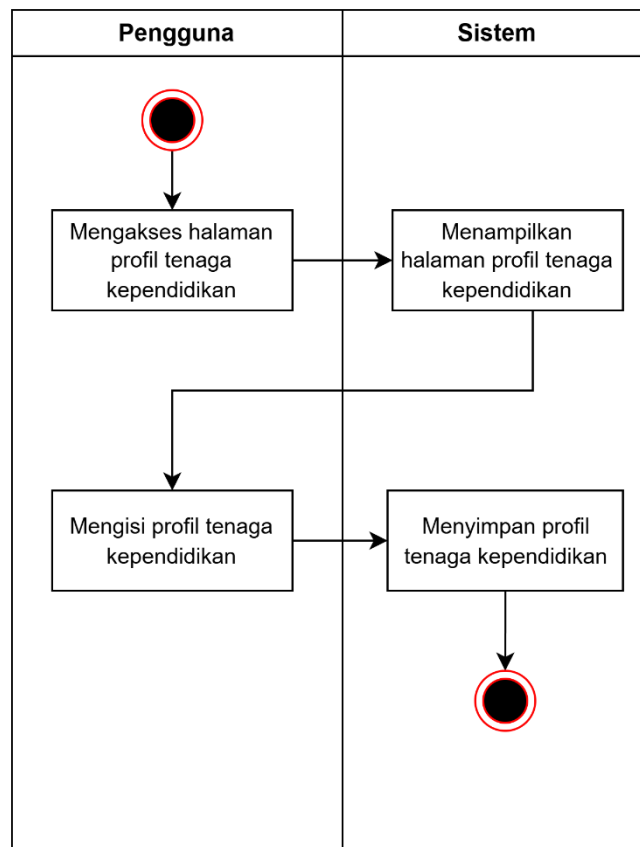 Pengguna
Sistem
Mengakses halaman
profil tenaga
kependidikan
Menampilkan
halaman profil tenaga
kependidikan
Mengisi profil tenaga
kependidikan
Menyimpan profil
tenaga kependidikan